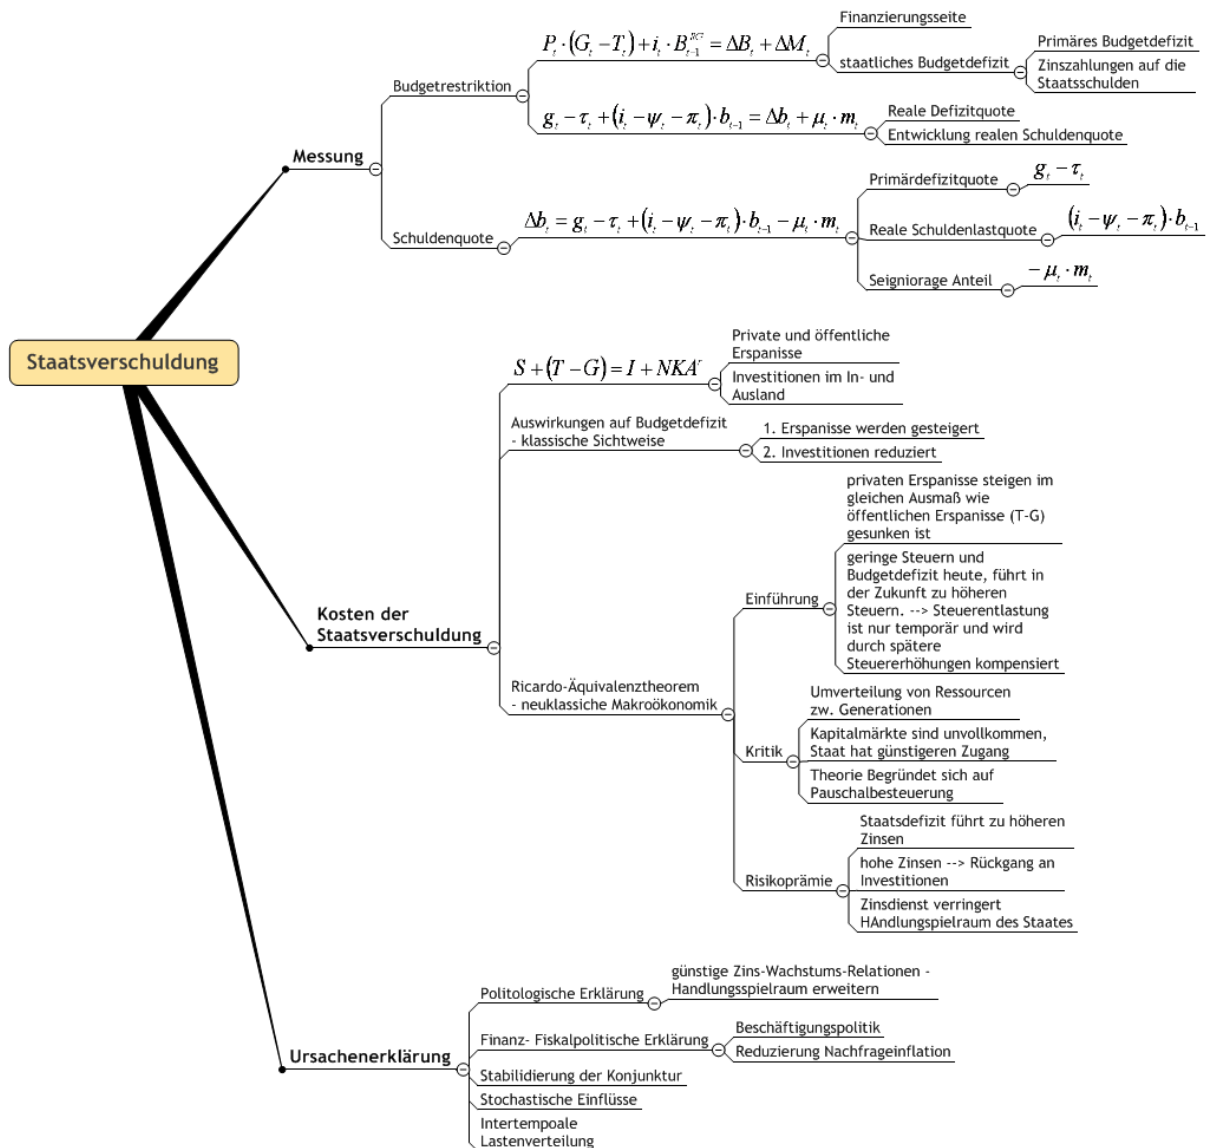 Staatsverschuldung
Messung
Budgetrestriktion
P_t · (G_t − T_t) + i_t · B_{t-1} = ΔB_t + ΔM_t
Finanzierungsseite
staatliches Budgetdefizit
Primäres Budgetdefizit
Zinszahlungen auf die
Staatsschulden
g_t − τ_t + (i_t − ψ_t − π_t) · b_{t-1} = Δb_t + μ_t · m_t
Reale Defizitquote
Entwicklung realen Schuldenquote
Schuldenquote
Δb_t = g_t − τ_t + (i_t − ψ_t − π_t) · b_{t-1} − μ_t · m_t
Primärdefizitquote
g_t − τ_t
Reale Schuldenlastquote
(i_t − ψ_t − π_t) · b_{t-1}
Seigniorage Anteil
− μ_t · m_t
Kosten der
Staatsverschuldung
S + (T − G) = I + NKA^r
Private und öffentliche
Erspanisse
Investitionen im In- und
Ausland
Auswirkungen auf Budgetdefizit
- klassische Sichtweise
1. Erspanisse werden gesteigert
2. Investitionen reduziert
Ricardo-Äquivalenztheorem
- neuklassiche Makroökonomik
Einführung
privaten Erspanisse steigen im
gleichen Ausmaß wie
öffentlichen Erspanisse (T-G)
gesunken ist
geringe Steuern und
Budgetdefizit heute, führt in
der Zukunft zu höheren
Steuern. --> Steuerentlastung
ist nur temporär und wird
durch spätere
Steuererhöhungen kompensiert
Kritik
Umverteilung von Ressourcen
zw. Generationen
Kapitalmärkte sind unvollkommen,
Staat hat günstigeren Zugang
Theorie Begründet sich auf
Pauschalbesteuerung
Risikoprämie
Staatsdefizit führt zu höheren
Zinsen
hohe Zinsen --> Rückgang an
Investitionen
Zinsdienst verringert
HAndlungspielraum des Staates
Ursachenerklärung
Politologische Erklärung
günstige Zins-Wachstums-Relationen -
Handlungsspielraum erweitern
Finanz- Fiskalpolitische Erklärung
Beschäftigungspolitik
Reduzierung Nachfrageinflation
Stabilidierung der Konjunktur
Stochastische Einflüsse
Intertempoale
Lastenverteilung